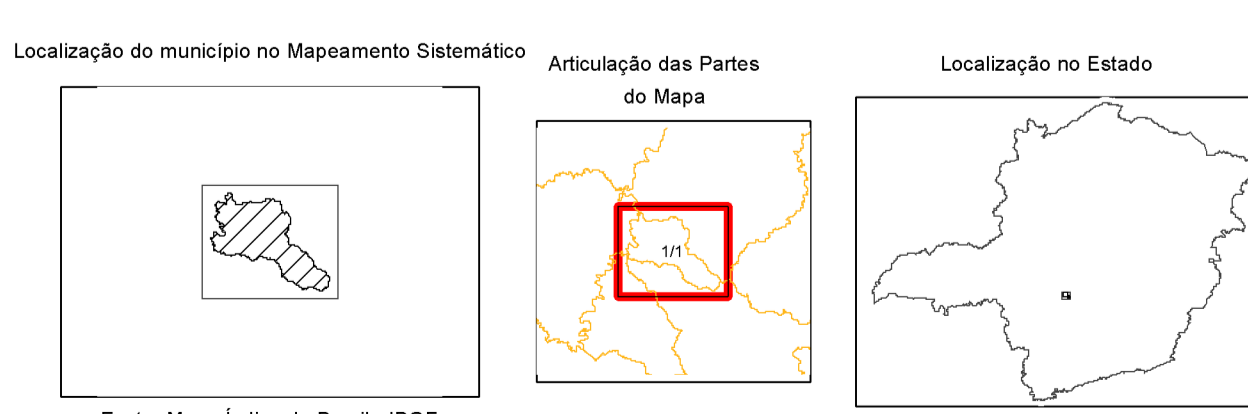 Localização do município no Mapeamento Sistemático
Articulação das Partes
do Mapa
Localização no Estado
1/1